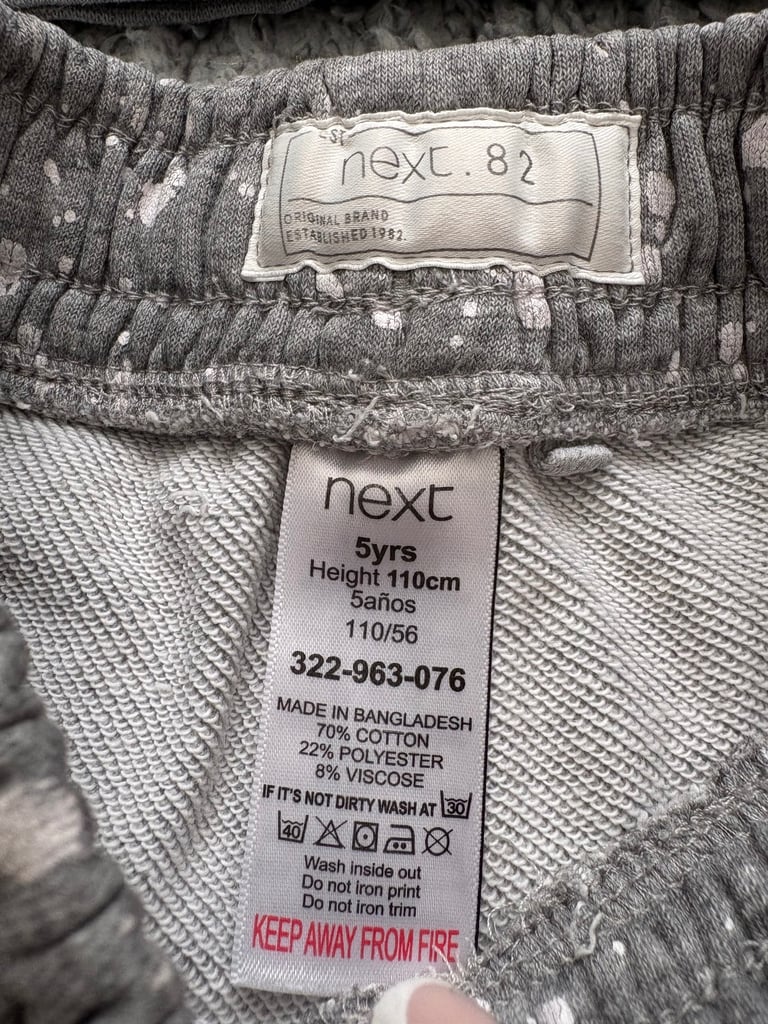 next.82
ORIGINAL BRAND
ESTABLISHED 1982.
next
5yrs
Height 110cm
5años
110/56
322-963-076
MADE IN BANGLADESH
70% COTTON
22% POLYESTER
8% VISCOSE
IF IT'S NOT DIRTY WASH AT 30
40
Wash inside out
Do not iron print
Do not iron trim
KEEP AWAY FROM FIRE